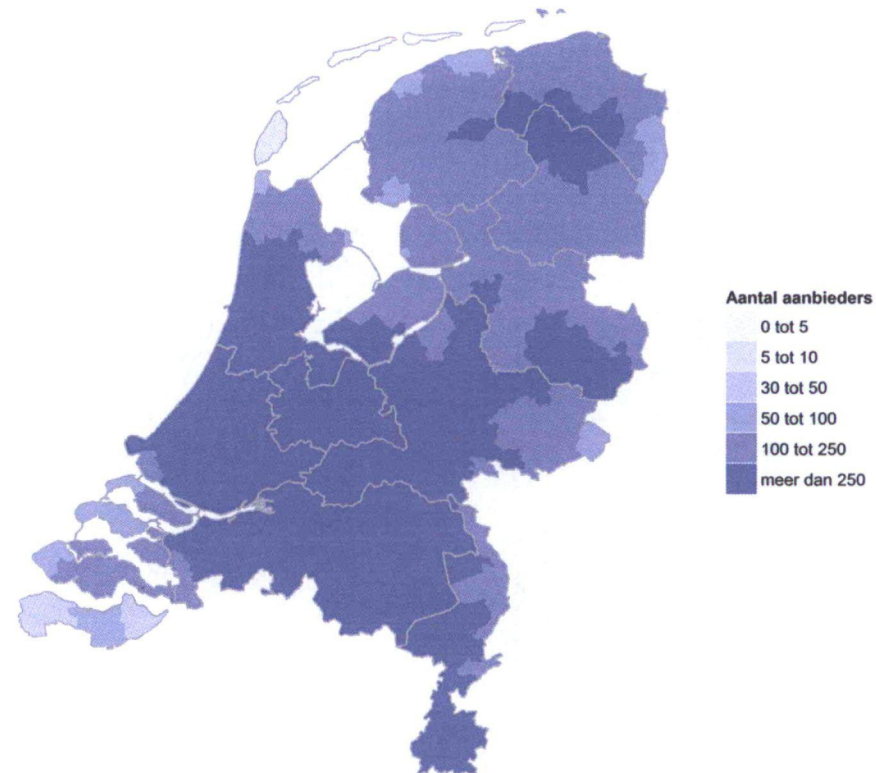 Aantal aanbieders
0 tot 5
5 tot 10
30 tot 50
50 tot 100
100 tot 250
meer dan 250